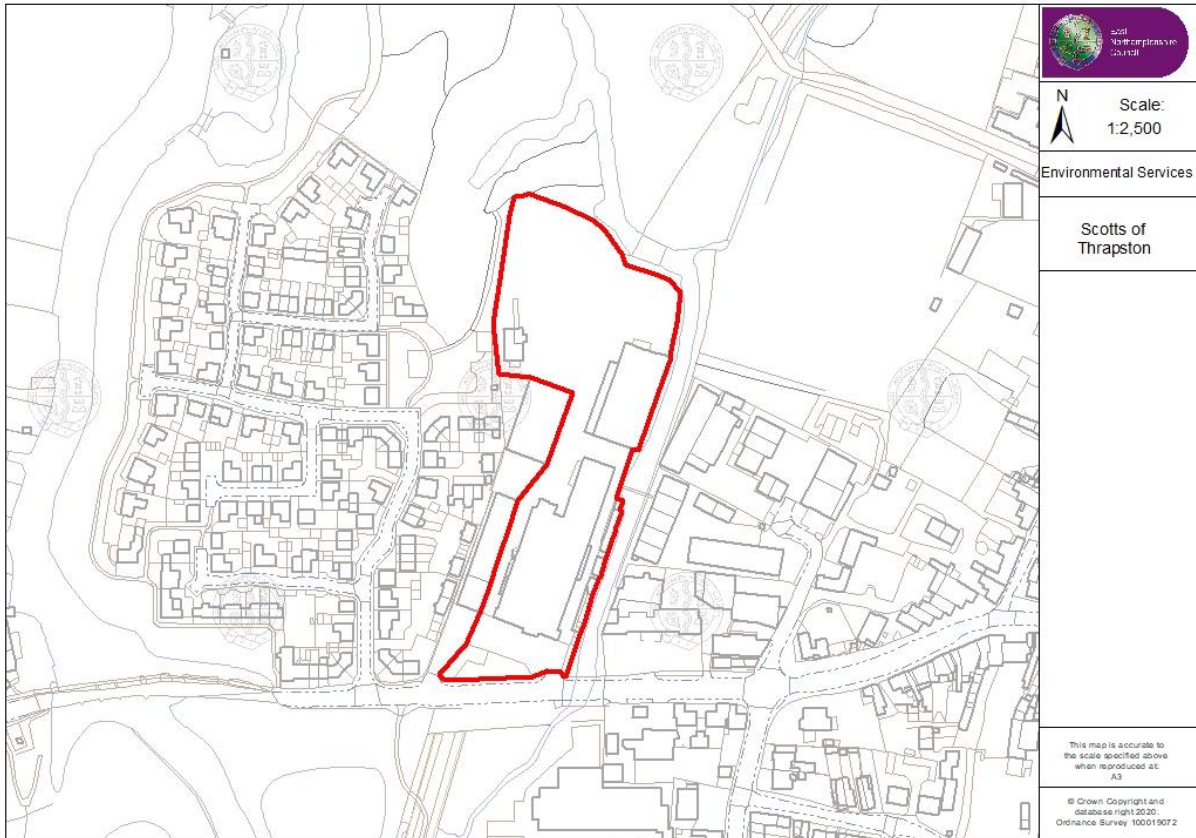 East
Northamptonshire
Council
N
Scale:
1:2,500
Environmental Services
Scotts of
Thrapston
This map is accurate to
the scale specified above
when reproduced at:
A3
© Crown Copyright and
database right 2020.
Ordnance Survey 100019072